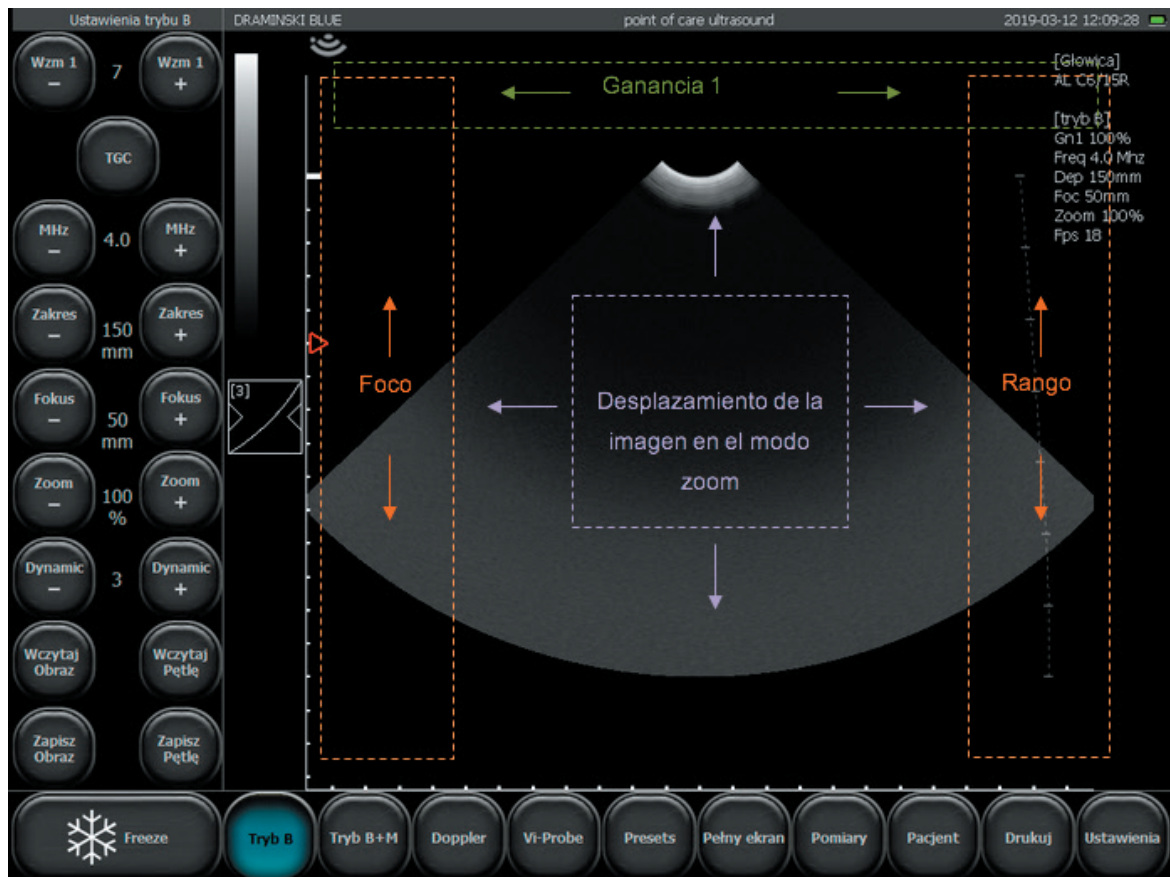 Ustawienia trybu B
DRAMINSKI BLUE
point of care ultrasound
2019-03-12 12:09:28
Wzm 1
−
7
Wzm 1
+
TGC
MHz
−
4.0
MHz
+
Zakres
−
150
mm
Zakres
+
Fokus
−
50
mm
Fokus
+
Zoom
−
100
%
Zoom
+
Dynamic
−
3
Dynamic
+
Wczytaj
Obraz
Wczytaj
Pętlę
Zapisz
Obraz
Zapisz
Pętlę
[3]
Ganancia 1
Foco
Desplazamiento de la
imagen en el modo
zoom
Rango
[Głowica]
AL C6/15R
[tryb B]
Gn1 100%
Freq 4.0 Mhz
Dep 150mm
Foc 50mm
Zoom 100%
Fps 18
Freeze
Tryb B
Tryb B+M
Doppler
Vi-Probe
Presets
Pełny ekran
Pomiary
Pacjent
Drukuj
Ustawienia